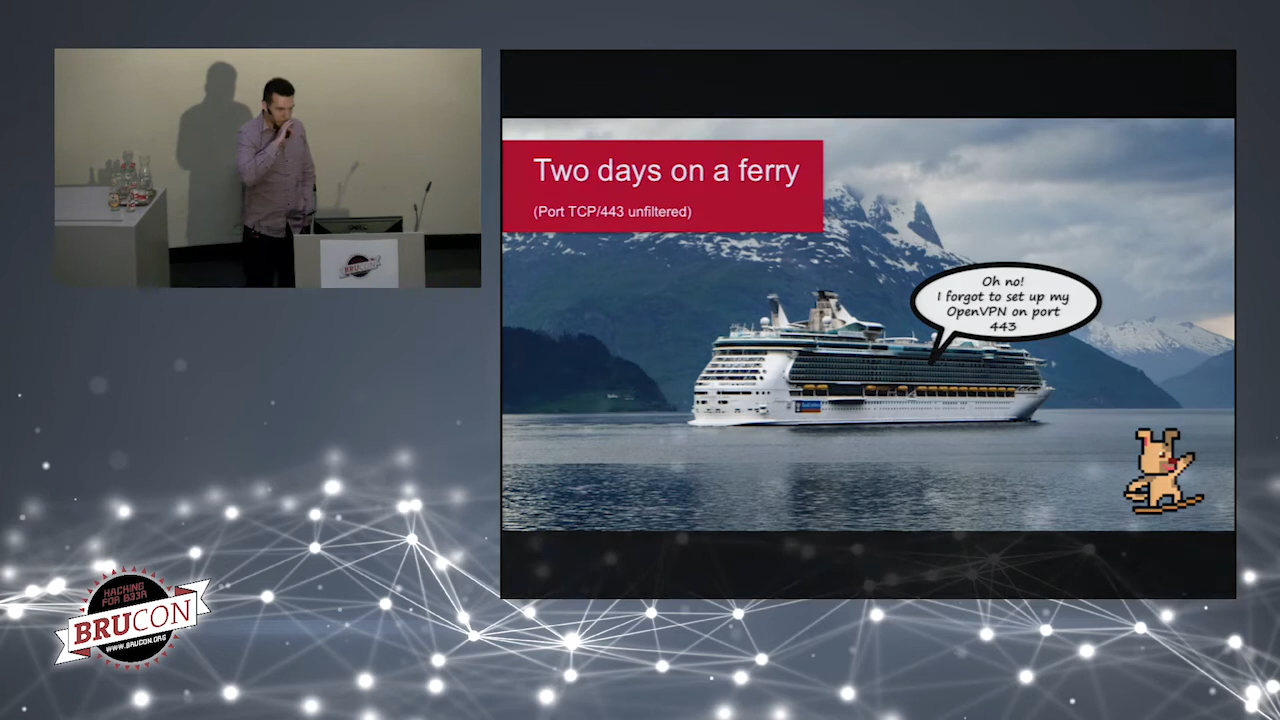 Two days on a ferry
(Port TCP/443 unfiltered)
Oh no!
I forgot to set up my
OpenVPN on port
443
BRUCON
HACKING
FOR B33R
BRUCON
WWW.BRUCON.ORG